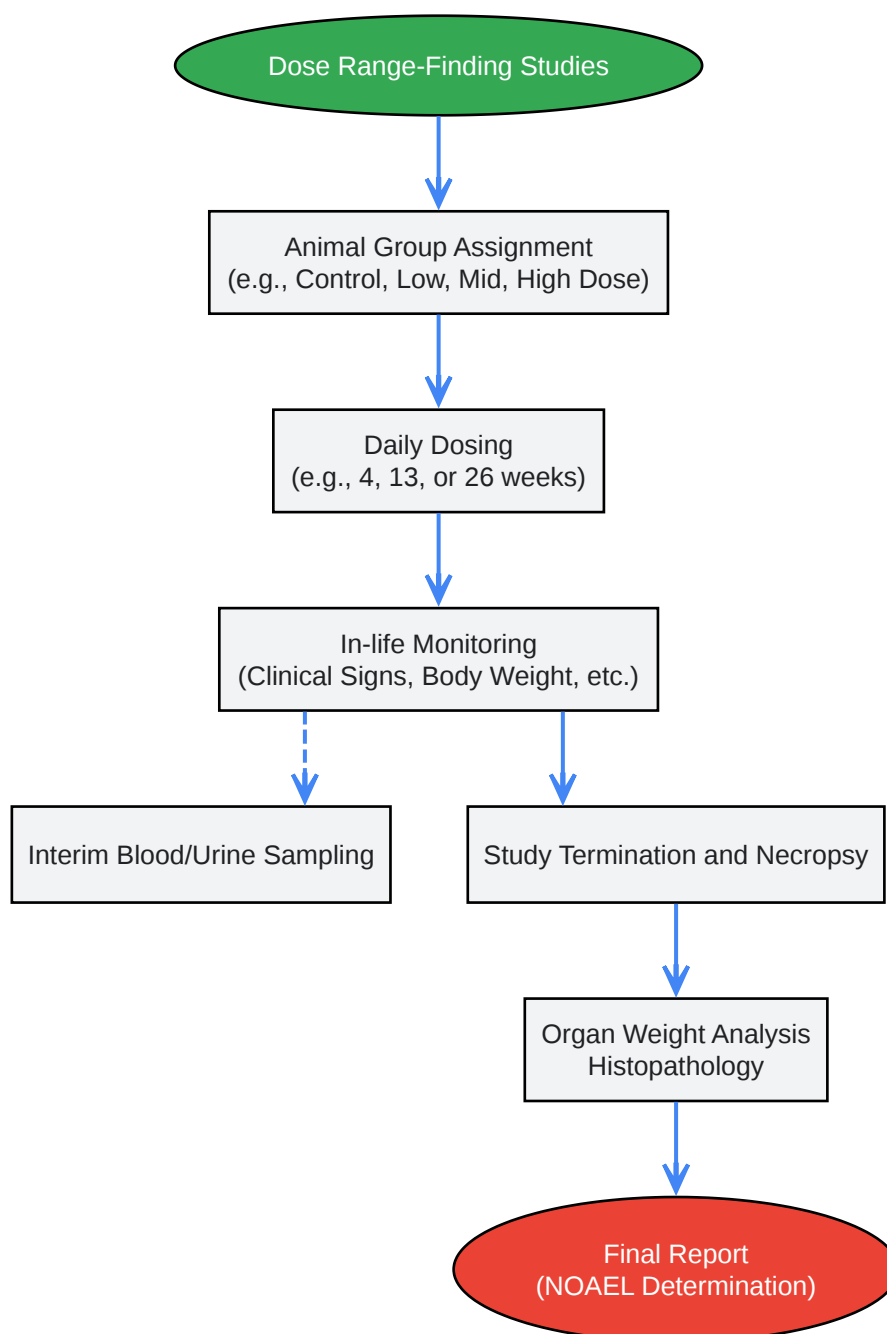 Dose Range-Finding Studies
Animal Group Assignment
(e.g., Control, Low, Mid, High Dose)
Daily Dosing
(e.g., 4, 13, or 26 weeks)
In-life Monitoring
(Clinical Signs, Body Weight, etc.)
Interim Blood/Urine Sampling
Study Termination and Necropsy
Organ Weight Analysis
Histopathology
Final Report
(NOAEL Determination)